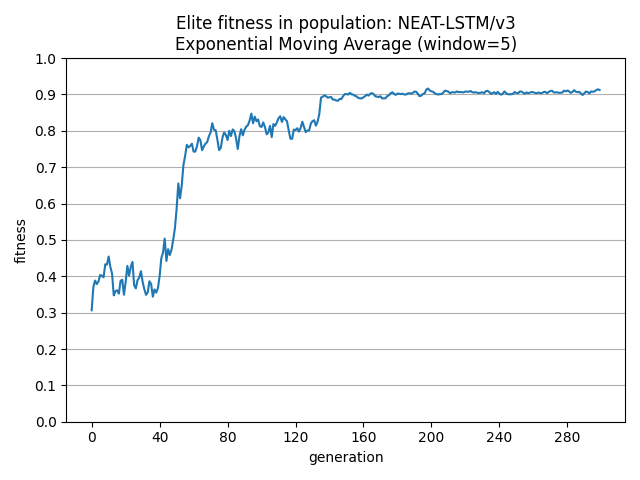 Elite fitness in population: NEAT-LSTM/v3
Exponential Moving Average (window=5)
1.0
0.9
0.8
0.7
0.6
0.5
0.4
0.3
0.2
0.1
0.0
fitness
0 40 80 120 160 200 240 280
generation